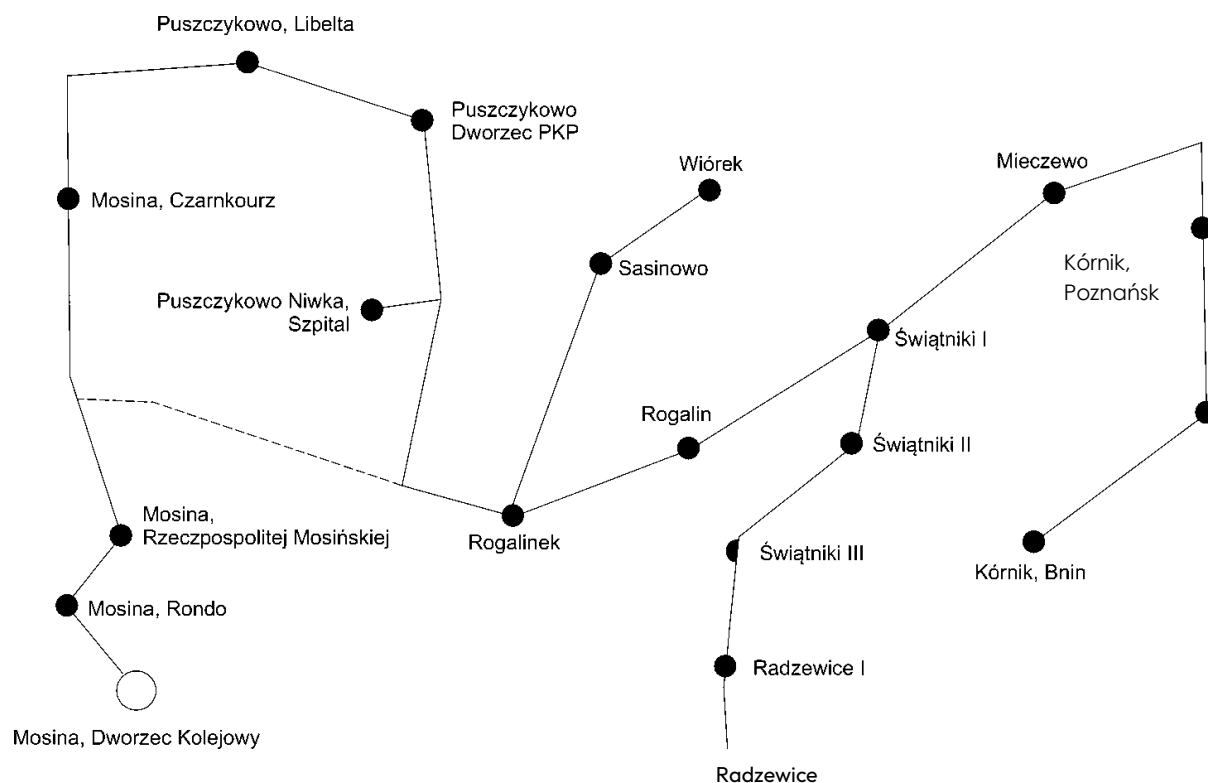 Puszczykowo, Libelta
Puszczykowo
Dworzec PKP
Wiórek
Mieczewo
Mosina, Czarnkourz
Sasinowo
Kórnik,
Poznańsk
Puszczykowo Niwka,
Szpital
Świątniki I
Rogalin
Świątniki II
Mosina,
Rzeczpospolitej Mosińskiej
Rogalinek
Świątniki III
Kórnik, Bnin
Mosina, Rondo
Radzewice I
Mosina, Dworzec Kolejowy
Radzewice